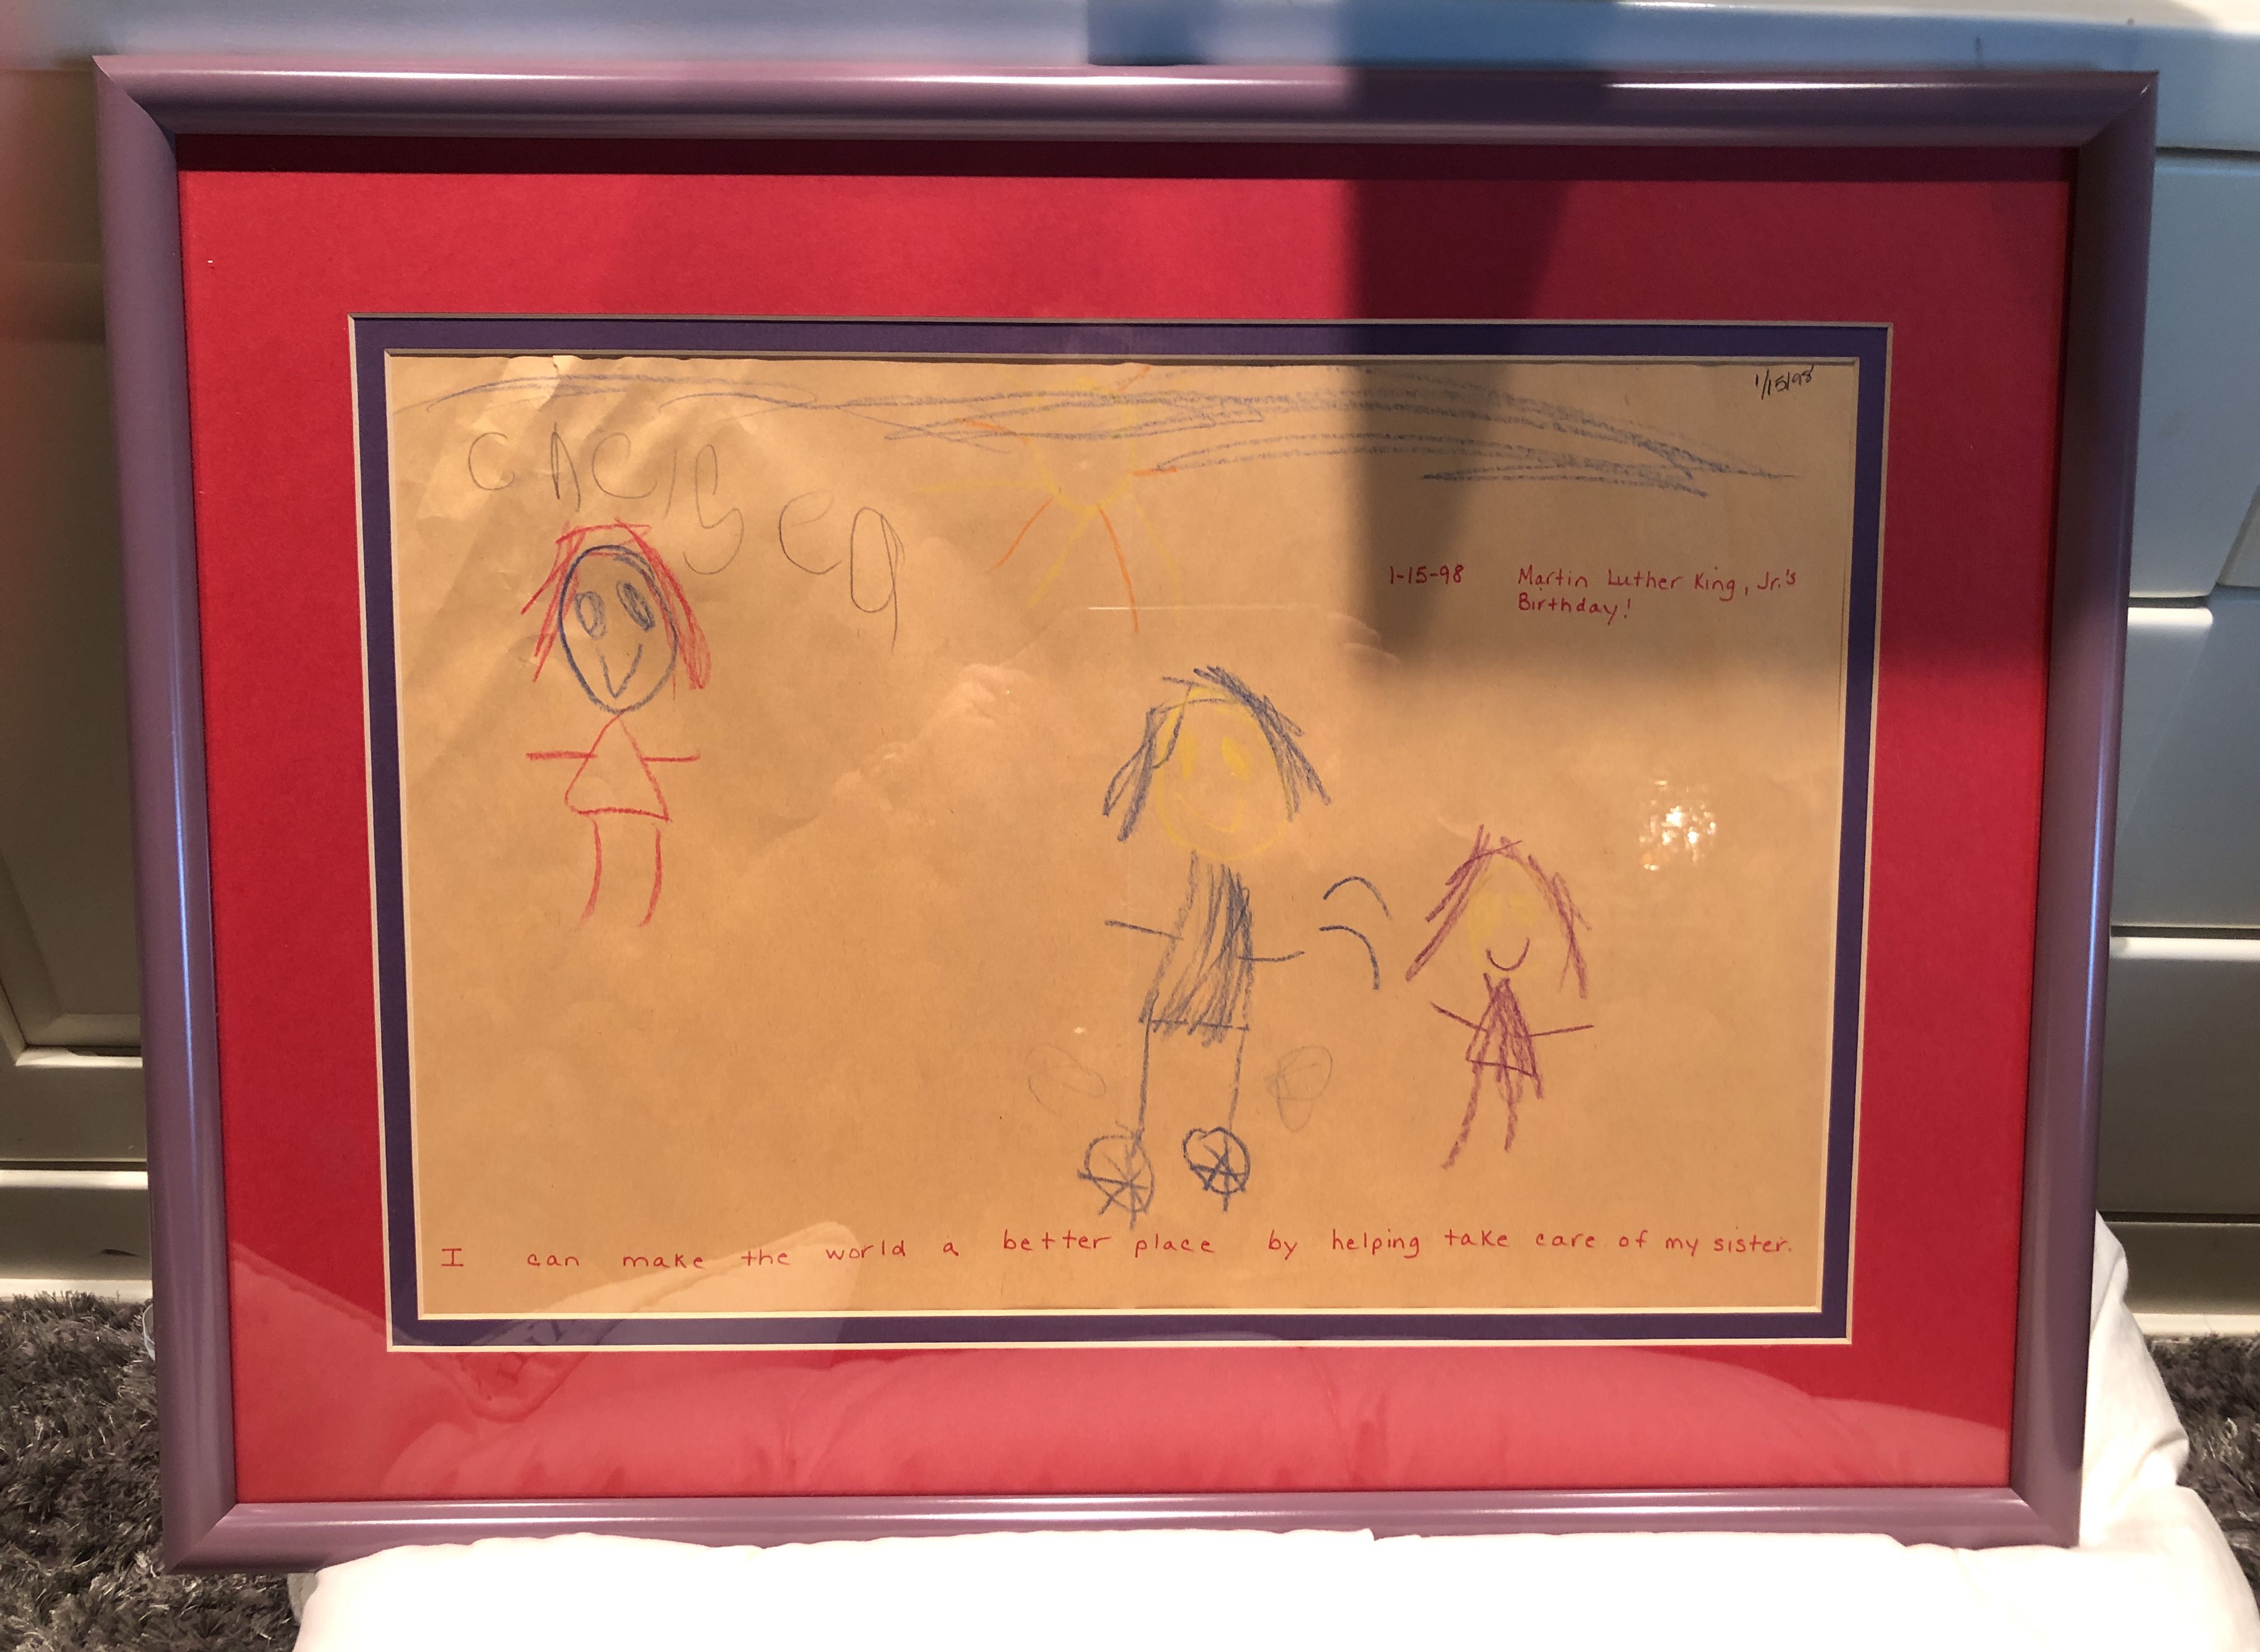 1/15/98
chelsea
1-15-98 Martin Luther King, Jr.'s
Birthday!
I can make the world a better place by helping take care of my sister.